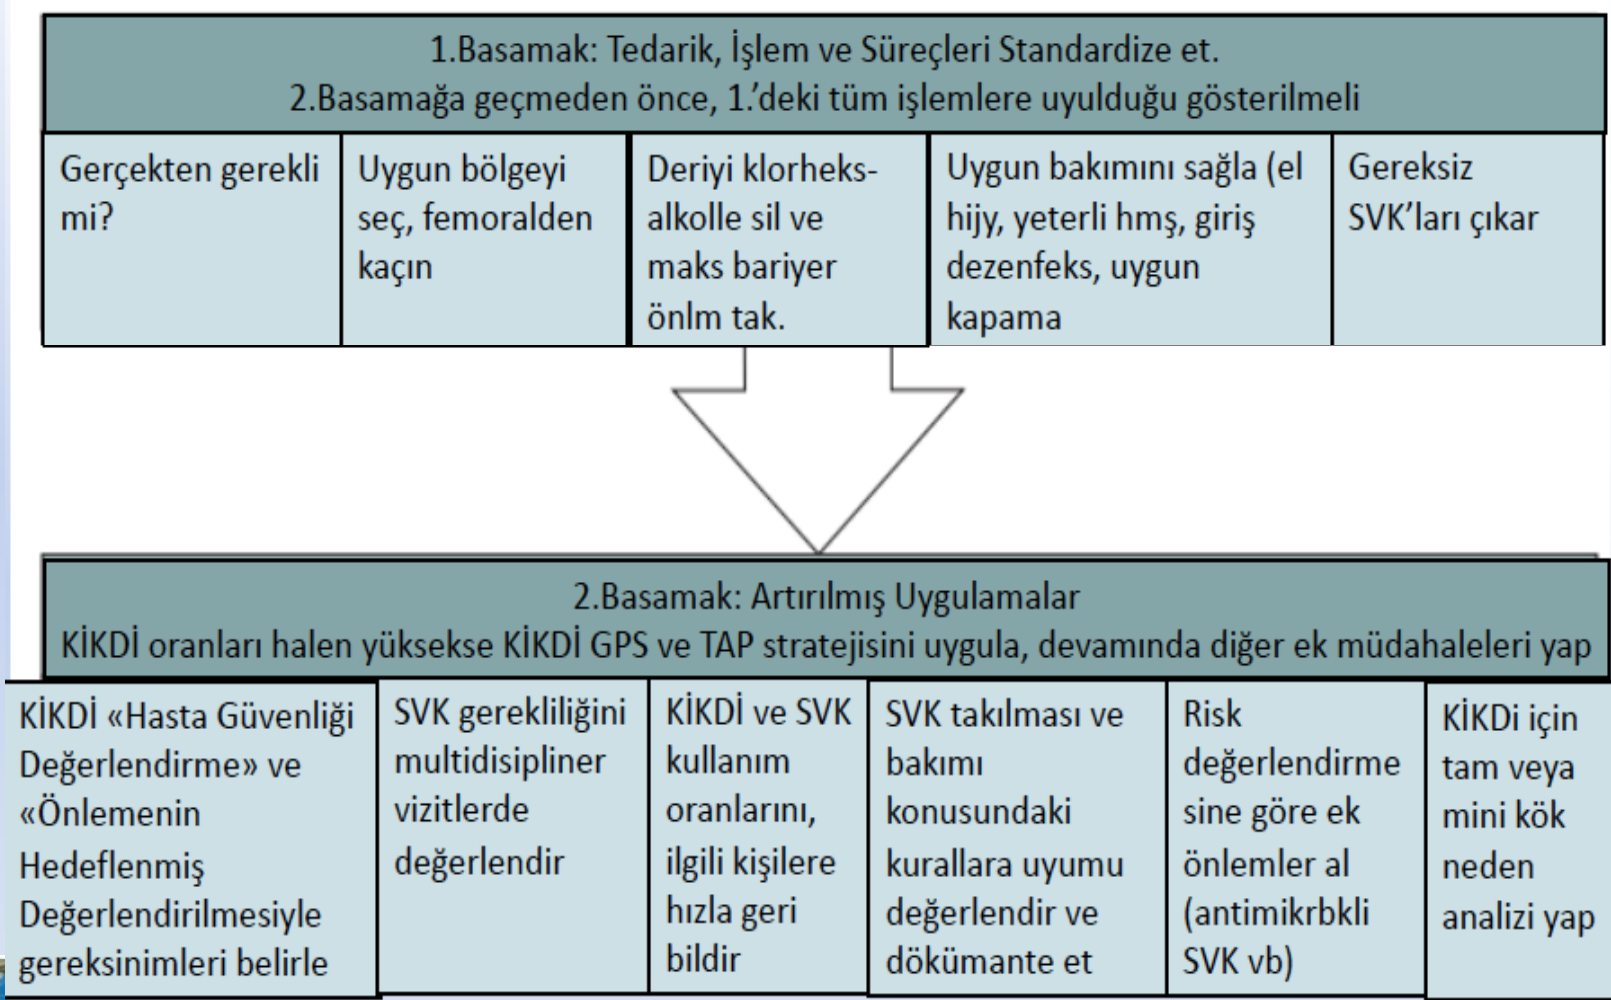 1.Basamak: Tedarik, İşlem ve Süreçleri Standardize et.
2.Basamağa geçmeden önce, 1.'deki tüm işlemlere uyulduğu gösterilmeli
Gerçekten gerekli
mi?
Uygun bölgeyi
seç, femoralden
kaçın
Deriyi klorheks-
alkolle sil ve
maks bariyer
önlm tak.
Uygun bakımını sağla (el
hijy, yeterli hmş, giriş
dezenfeks, uygun
kapama
Gereksiz
SVK'ları çıkar
2.Basamak: Artırılmış Uygulamalar
KİKDİ oranları halen yüksekse KİKDİ GPS ve TAP stratejisini uygula, devamında diğer ek müdahaleleri yap
KİKDİ «Hasta Güvenliği
Değerlendirme» ve
«Önlemenin
Hedeflenmiş
Değerlendirilmesiyle
gereksinimleri belirle
SVK gerekliliğini
multidisipliner
vizitlerde
değerlendir
KİKDİ ve SVK
kullanım
oranlarını,
ilgili kişilere
hızla geri
bildir
SVK takılması ve
bakımı
konusundaki
kurallara uyumu
değerlendir ve
dökümante et
Risk
değerlendirme
sine göre ek
önlemler al
(antimikrbkli
SVK vb)
KİKDi için
tam veya
mini kök
neden
analizi yap